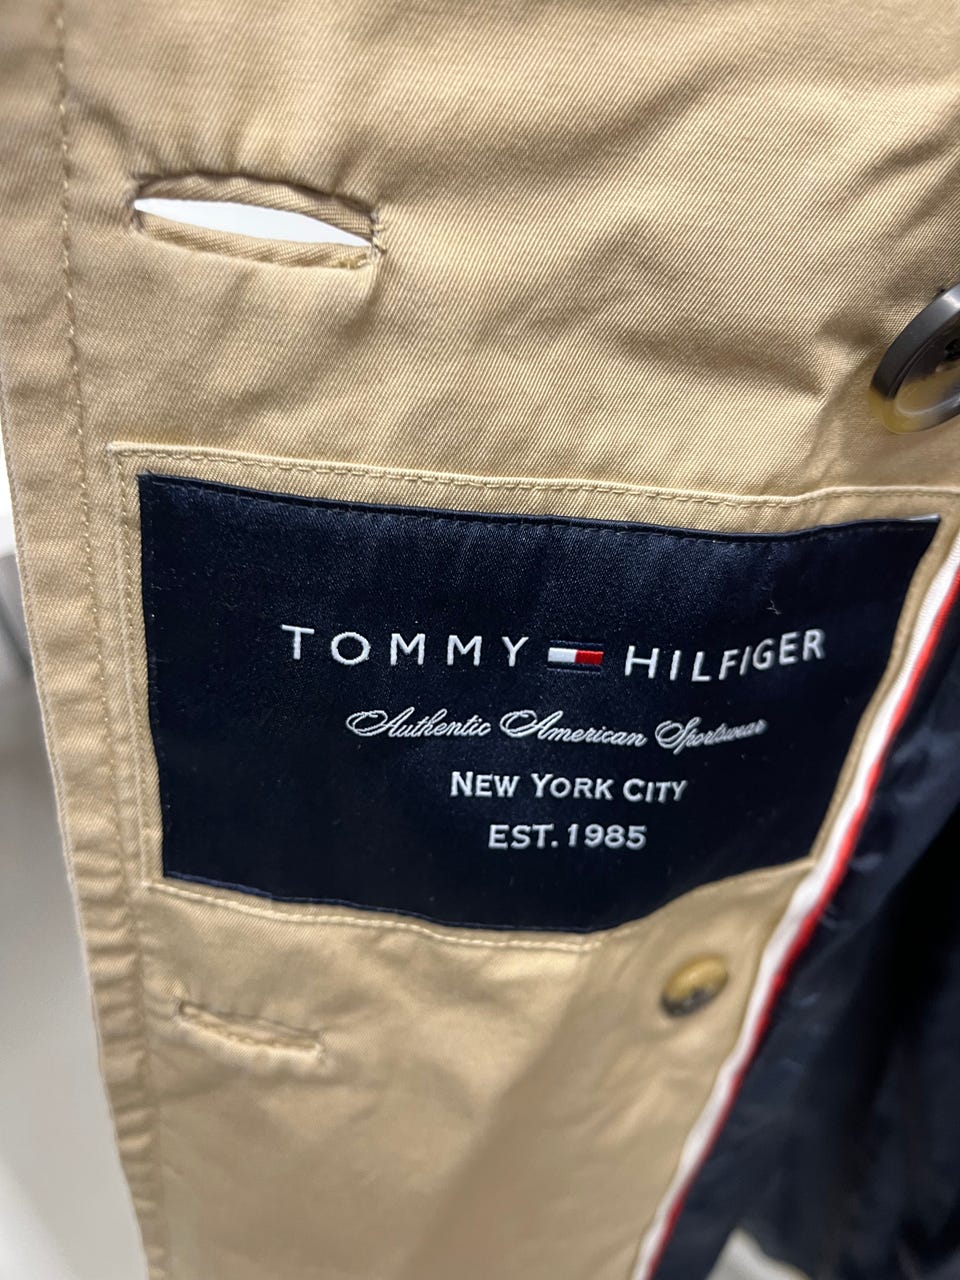 TOMMY HILFIGER
Authentic American Sportswear
NEW YORK CITY
EST. 1985